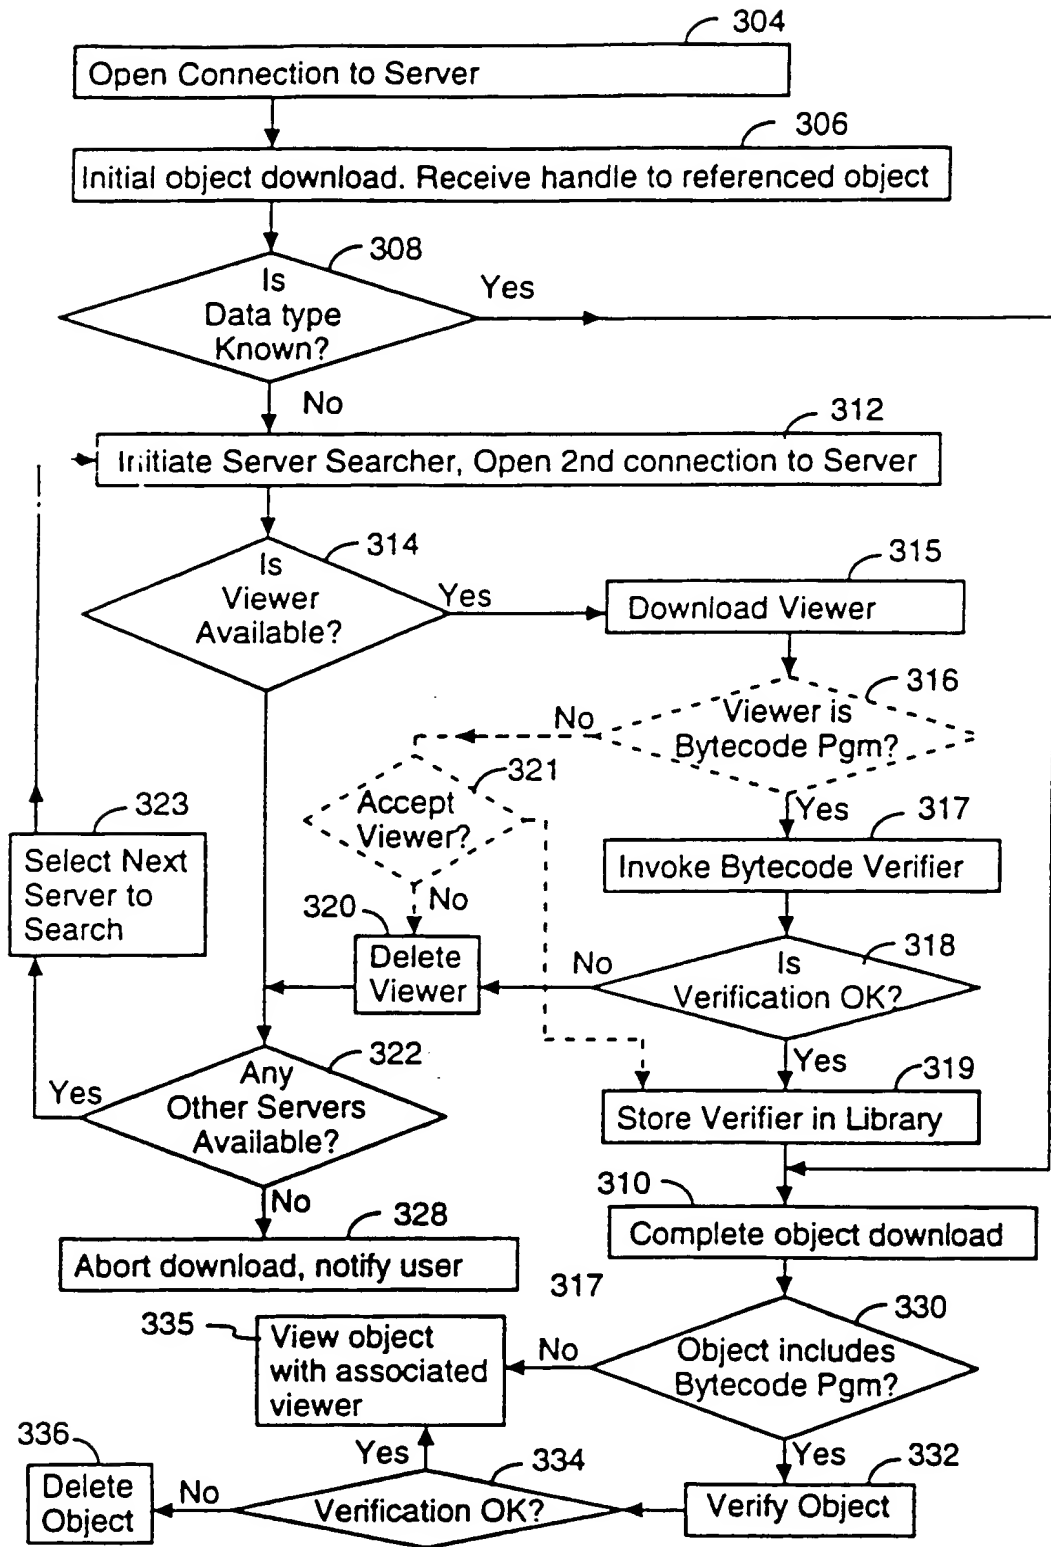 304
Open Connection to Server
306
Initial object download. Receive handle to referenced object
308
Is
Data type
Known?
Yes
No
312
Initiate Server Searcher, Open 2nd connection to Server
314
Is
Viewer
Available?
Yes
315
Download Viewer
316
Viewer is
Bytecode Pgm?
No
Yes
321
Accept
Viewer?
No
323
Select Next
Server to
Search
317
Invoke Bytecode Verifier
320
Delete
Viewer
No
318
Is
Verification OK?
Yes
322
Any
Other Servers
Available?
Yes
No
319
Store Verifier in Library
310
Complete object download
328
Abort download, notify user
317
330
Object includes
Bytecode Pgm?
No
Yes
335
View object
with associated
viewer
336
Delete
Object
No
Yes
334
Verification OK?
332
Verify Object